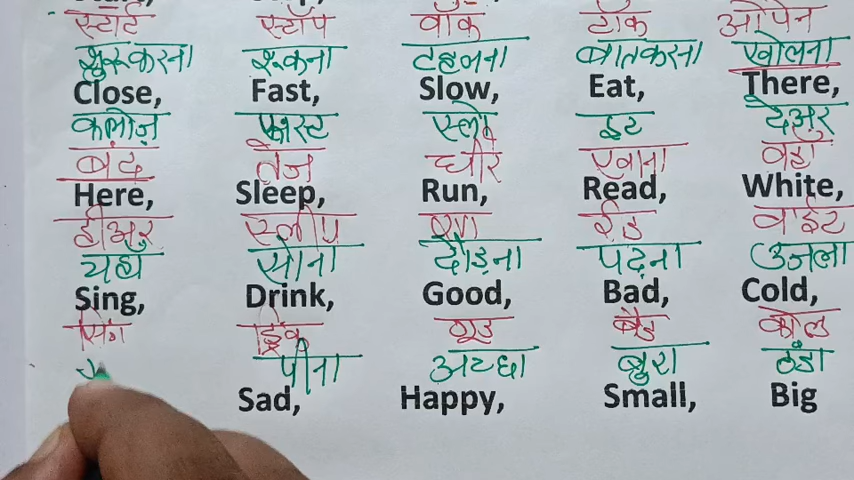 स्टार्ट स्टॉप वॉक टॉक ओपेन
शुरूकरना रूकना टहलना बातकरना खोलना
Close, Fast, Slow, Eat, There,
क्लोज़ फास्ट स्लो इट देअर
बंद तेज धीरे खाना वहाँ
Here, Sleep, Run, Read, White,
हीअर स्लीप रन रीड वाईट
यहाँ सोना दौड़ना पढ़ना उजला
Sing, Drink, Good, Bad, Cold,
सिंग ड्रिंक गूड बैड कोल्ड
पीना अच्छा बुरा ठंडा
Sad, Happy, Small, Big